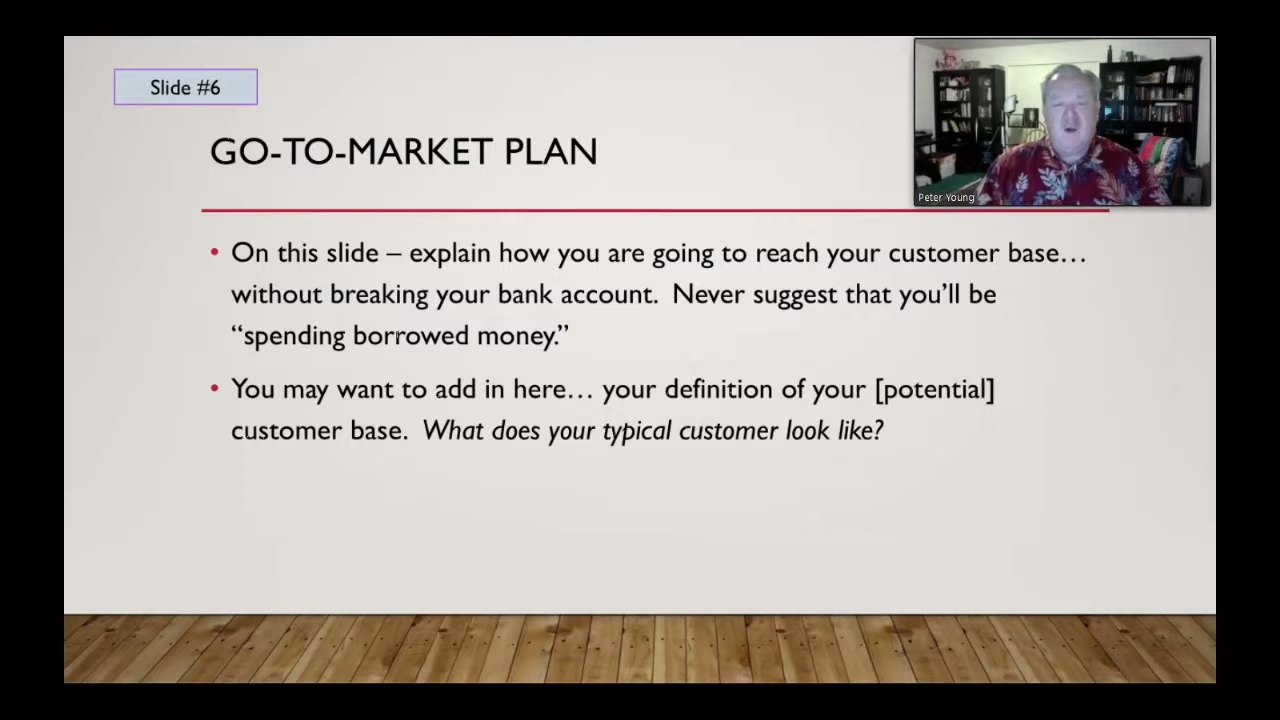 Slide #6
GO-TO-MARKET PLAN
Peter Young
• On this slide – explain how you are going to reach your customer base…
without breaking your bank account.  Never suggest that you’ll be
“spending borrowed money.”
• You may want to add in here… your definition of your [potential]
customer base.  What does your typical customer look like?